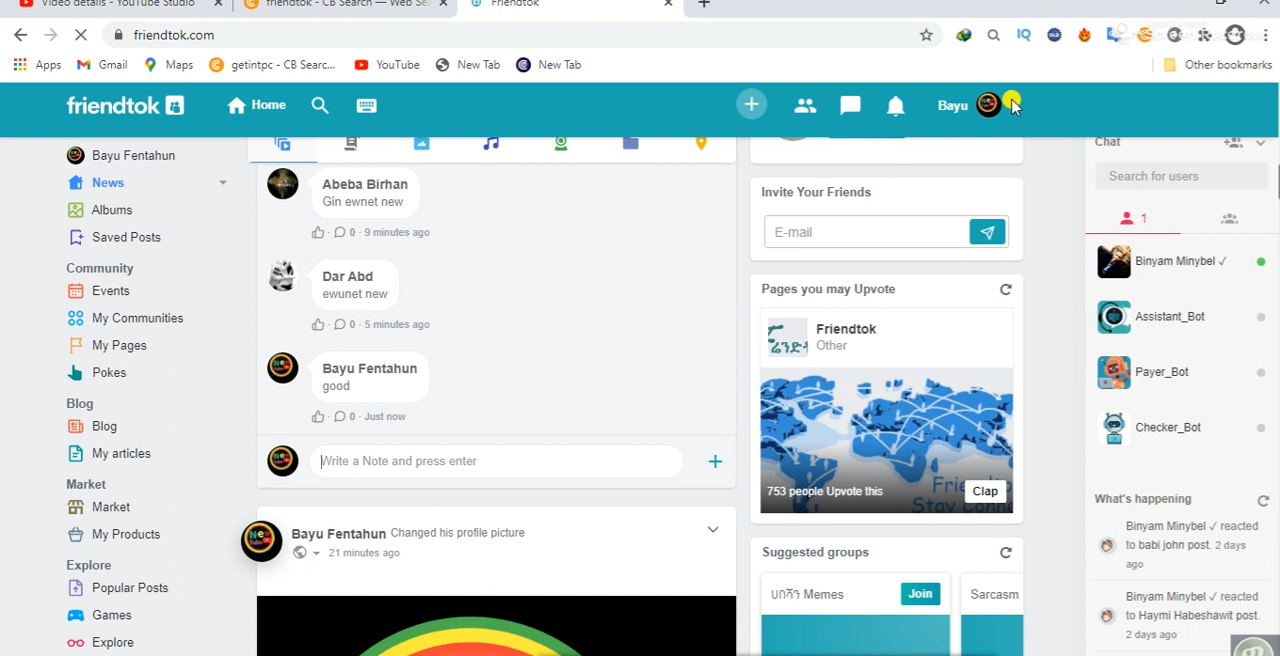 Video details - YouTube Studio
friendtok - CB Search — Web Sea
Friendtok
friendtok.com
Apps
Gmail
Maps
getintpc - CB Searc...
YouTube
New Tab
New Tab
Other bookmarks
friendtok
Home
Bayu
Bayu Fentahun
News
Albums
Saved Posts
Community
Events
My Communities
My Pages
Pokes
Blog
Blog
My articles
Market
Market
My Products
Explore
Popular Posts
Games
Explore
Abeba Birhan
Gin ewnet new
0 · 9 minutes ago
Dar Abd
ewunet new
0 · 5 minutes ago
Bayu Fentahun
good
0 · Just now
Write a Note and press enter
Bayu Fentahun Changed his profile picture
21 minutes ago
Invite Your Friends
E-mail
Pages you may Upvote
Friendtok
Other
753 people Upvote this
Clap
Suggested groups
Memes
Join
Sarcasm
Chat
Search for users
1
Binyam Minybel ✓
Assistant_Bot
Payer_Bot
Checker_Bot
What's happening
Binyam Minybel ✓ reacted
to babi john post. 2 days
ago
Binyam Minybel ✓ reacted
to Haymi Habeshawit post.
2 days ago